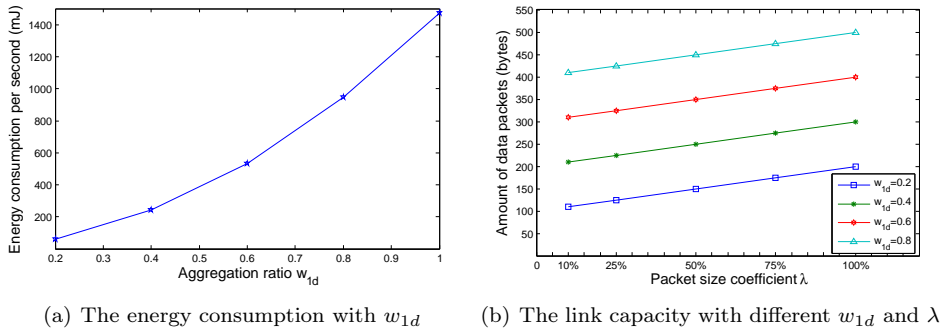 Energy consumption per second (mJ)
1400
1200
1000
800
600
400
200
0.2 0.3 0.4 0.5 0.6 0.7 0.8 0.9 1
Aggregation ratio w1d
(a) The energy consumption with w1d
Amount of data packets (bytes)
550
500
450
400
350
300
250
200
150
100
50
0 10% 25% 50% 75% 100%
Packet size coefficient λ
w1d=0.2
w1d=0.4
w1d=0.6
w1d=0.8
(b) The link capacity with different w1d and λ